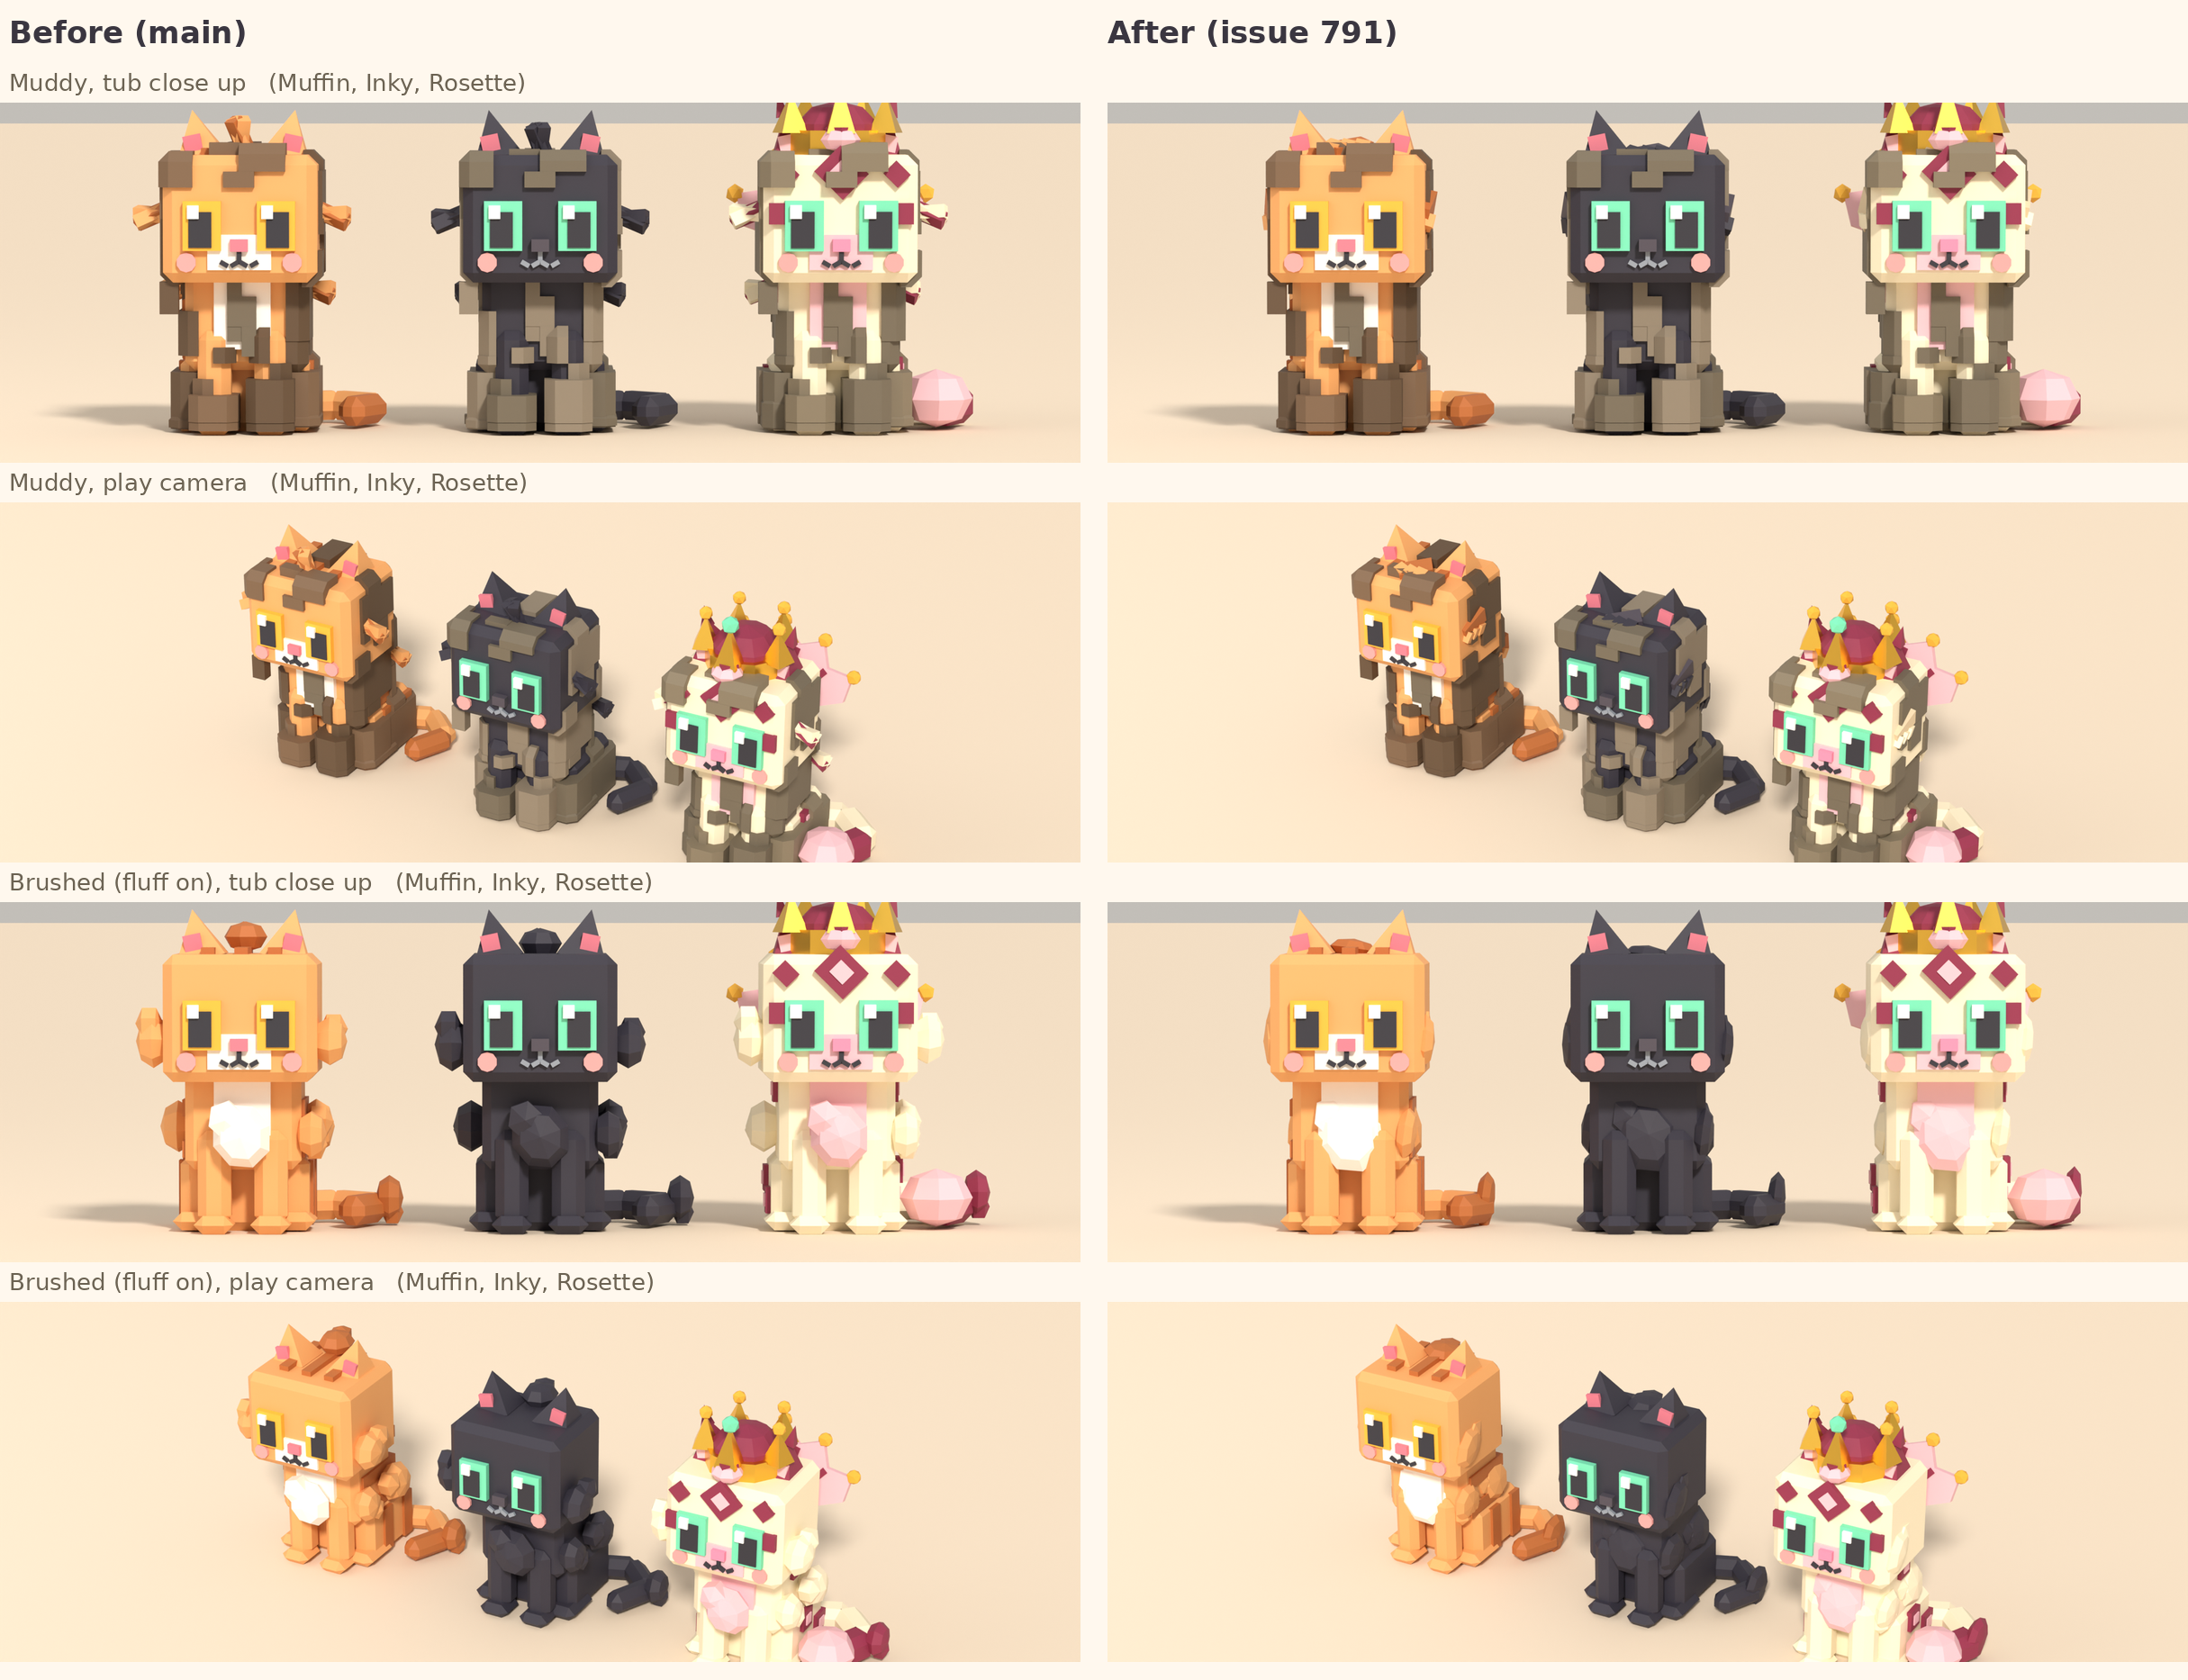 Before (main)
After (issue 791)
Muddy, tub close up (Muffin, Inky, Rosette)
Muddy, play camera (Muffin, Inky, Rosette)
Brushed (fluff on), tub close up (Muffin, Inky, Rosette)
Brushed (fluff on), play camera (Muffin, Inky, Rosette)